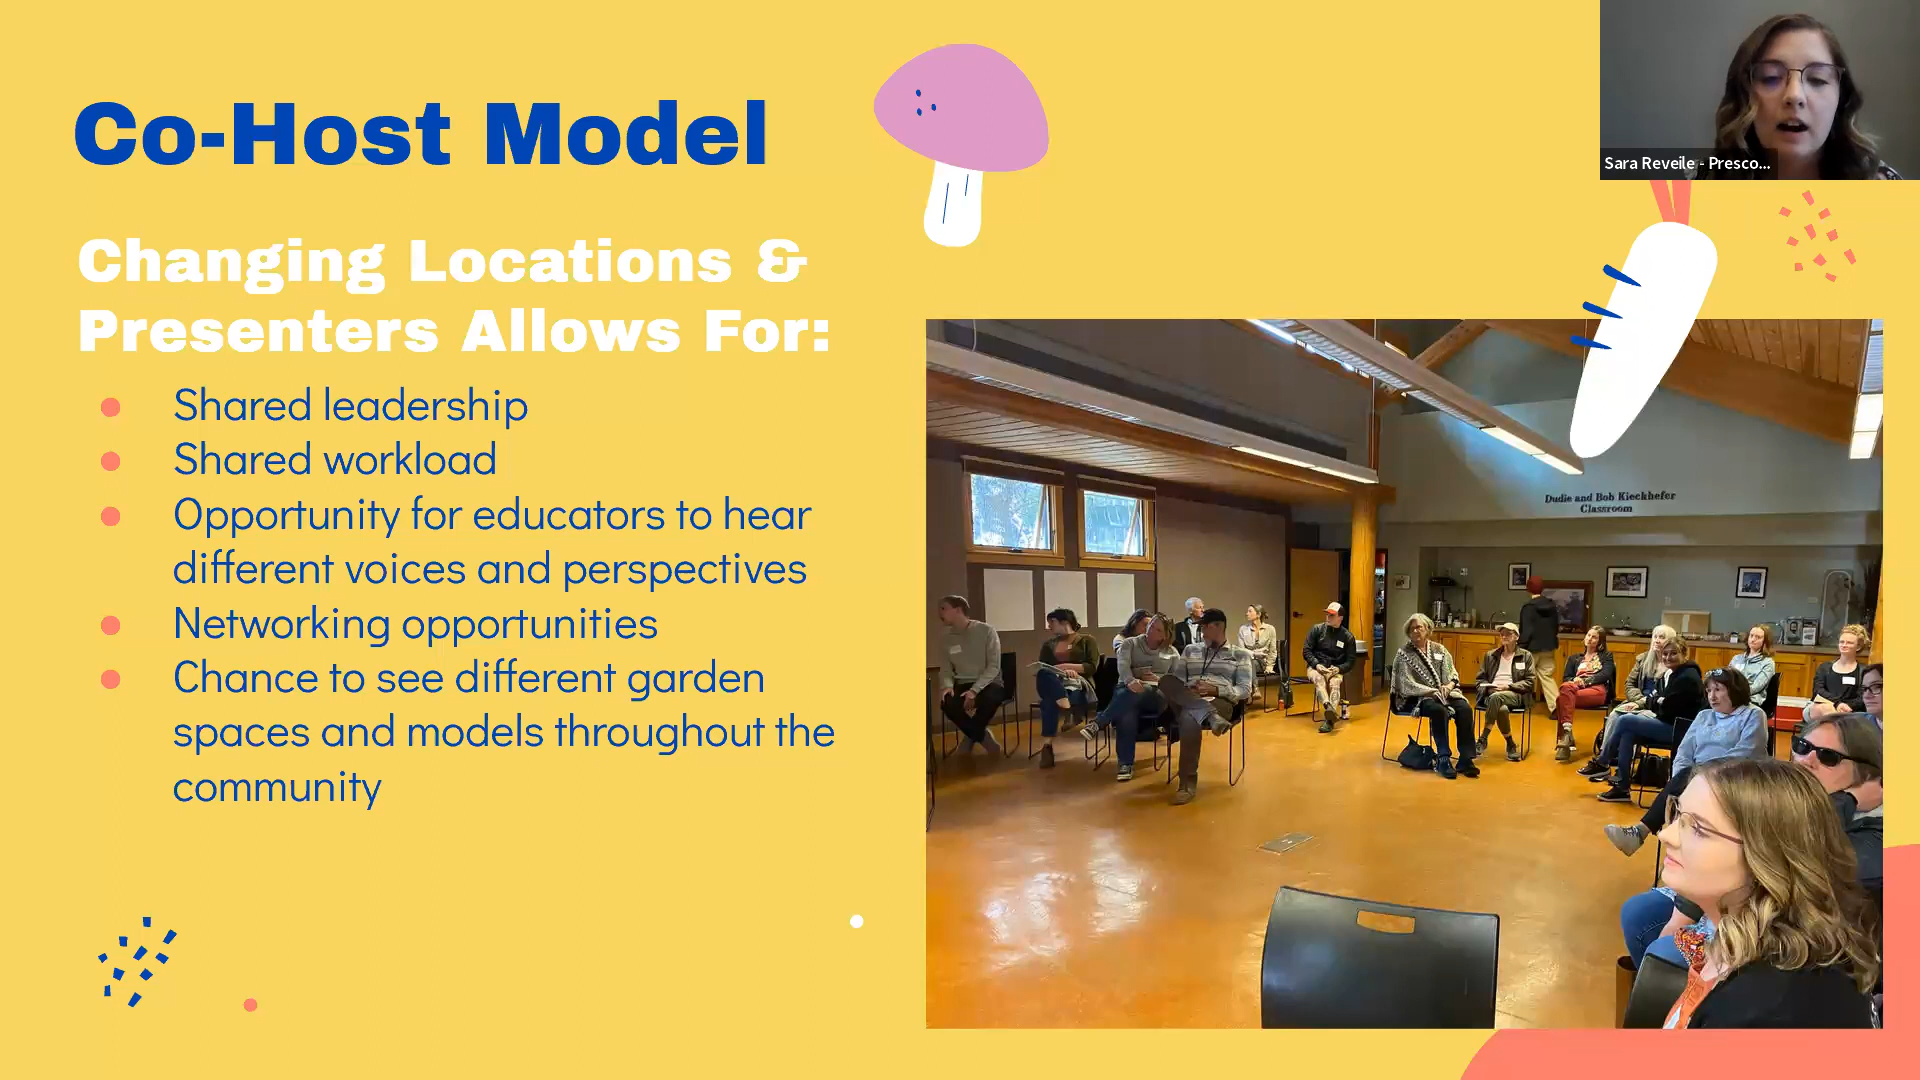 Co-Host Model
Changing Locations &
Presenters Allows For:
Shared leadership
Shared workload
Opportunity for educators to hear
different voices and perspectives
Networking opportunities
Chance to see different garden
spaces and models throughout the
community
Sara Reveile - Presco...
Dudie and Bob Kieckhefer
Classroom